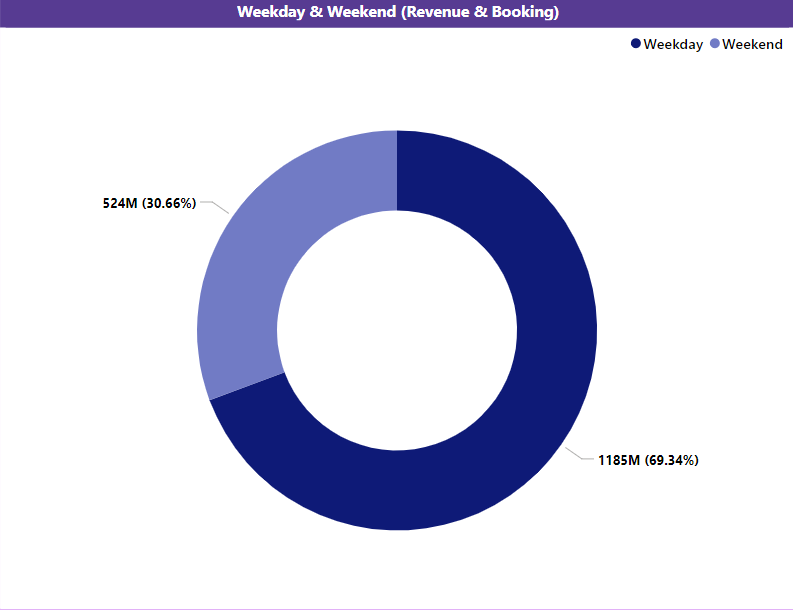 Weekday & Weekend (Revenue & Booking)
Weekday Weekend
524M (30.66%)
1185M (69.34%)